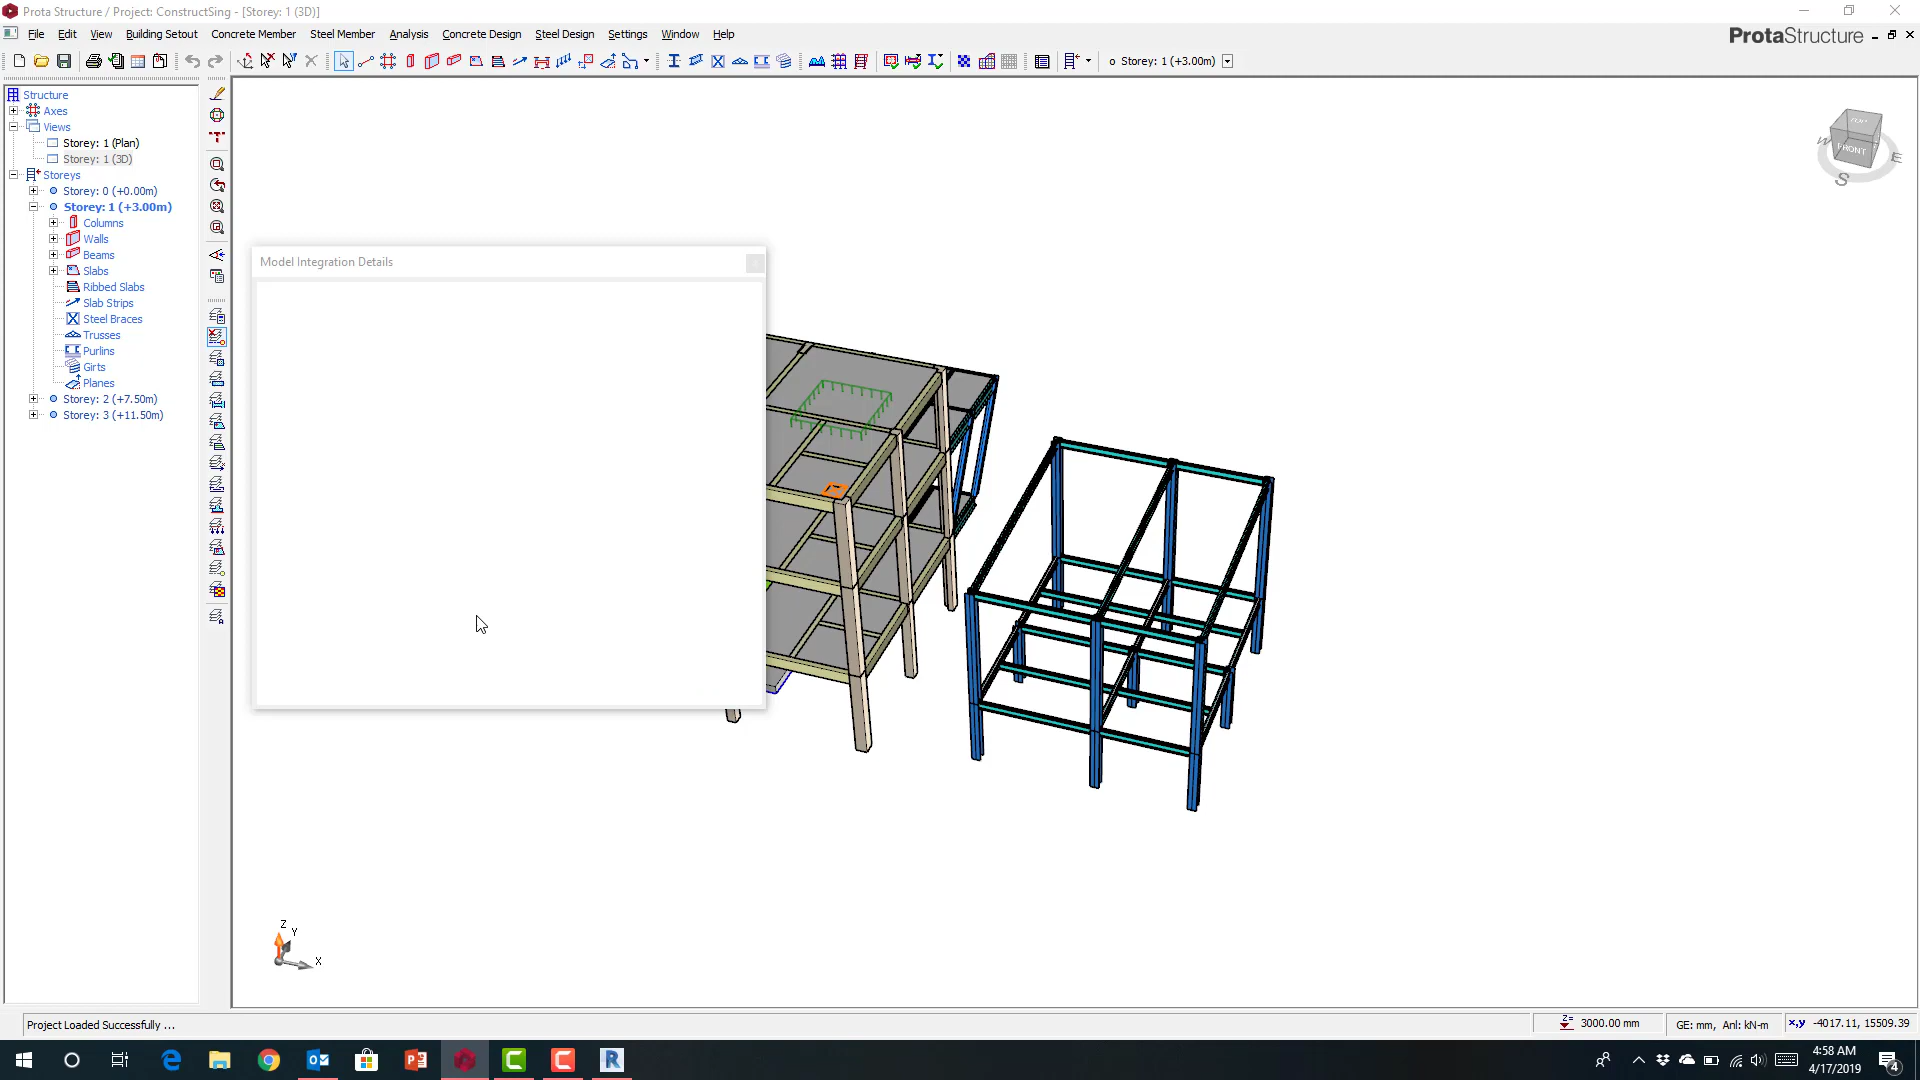 Prota Structure / Project: ConstructSing - [Storey: 1 (3D)]
File Edit View Building Setout Concrete Member Steel Member Analysis Concrete Design Steel Design Settings Window Help
ProtaStructure
Storey: 1 (+3.00m)
Structure
Axes
Views
Storey: 1 (Plan)
Storey: 1 (3D)
Storeys
Storey: 0 (+0.00m)
Storey: 1 (+3.00m)
Columns
Walls
Beams
Slabs
Ribbed Slabs
Slab Strips
Steel Braces
Trusses
Purlins
Girts
Planes
Storey: 2 (+7.50m)
Storey: 3 (+11.50m)
Model Integration Details
TOP
FRONT
W
E
S
Z
Y
X
Project Loaded Successfully ...
Z= 3000.00 mm
GE: mm, Anl: kN-m
x,y -4017.11, 15509.39
4:58 AM
4/17/2019
4